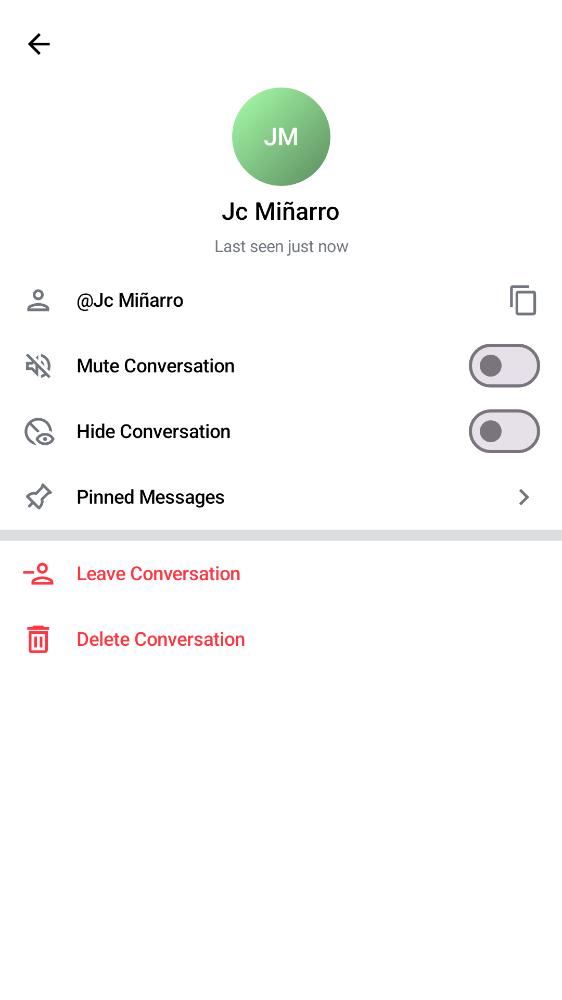 JM
Jc Miñarro
Last seen just now
@Jc Miñarro
Mute Conversation
Hide Conversation
Pinned Messages
Leave Conversation
Delete Conversation